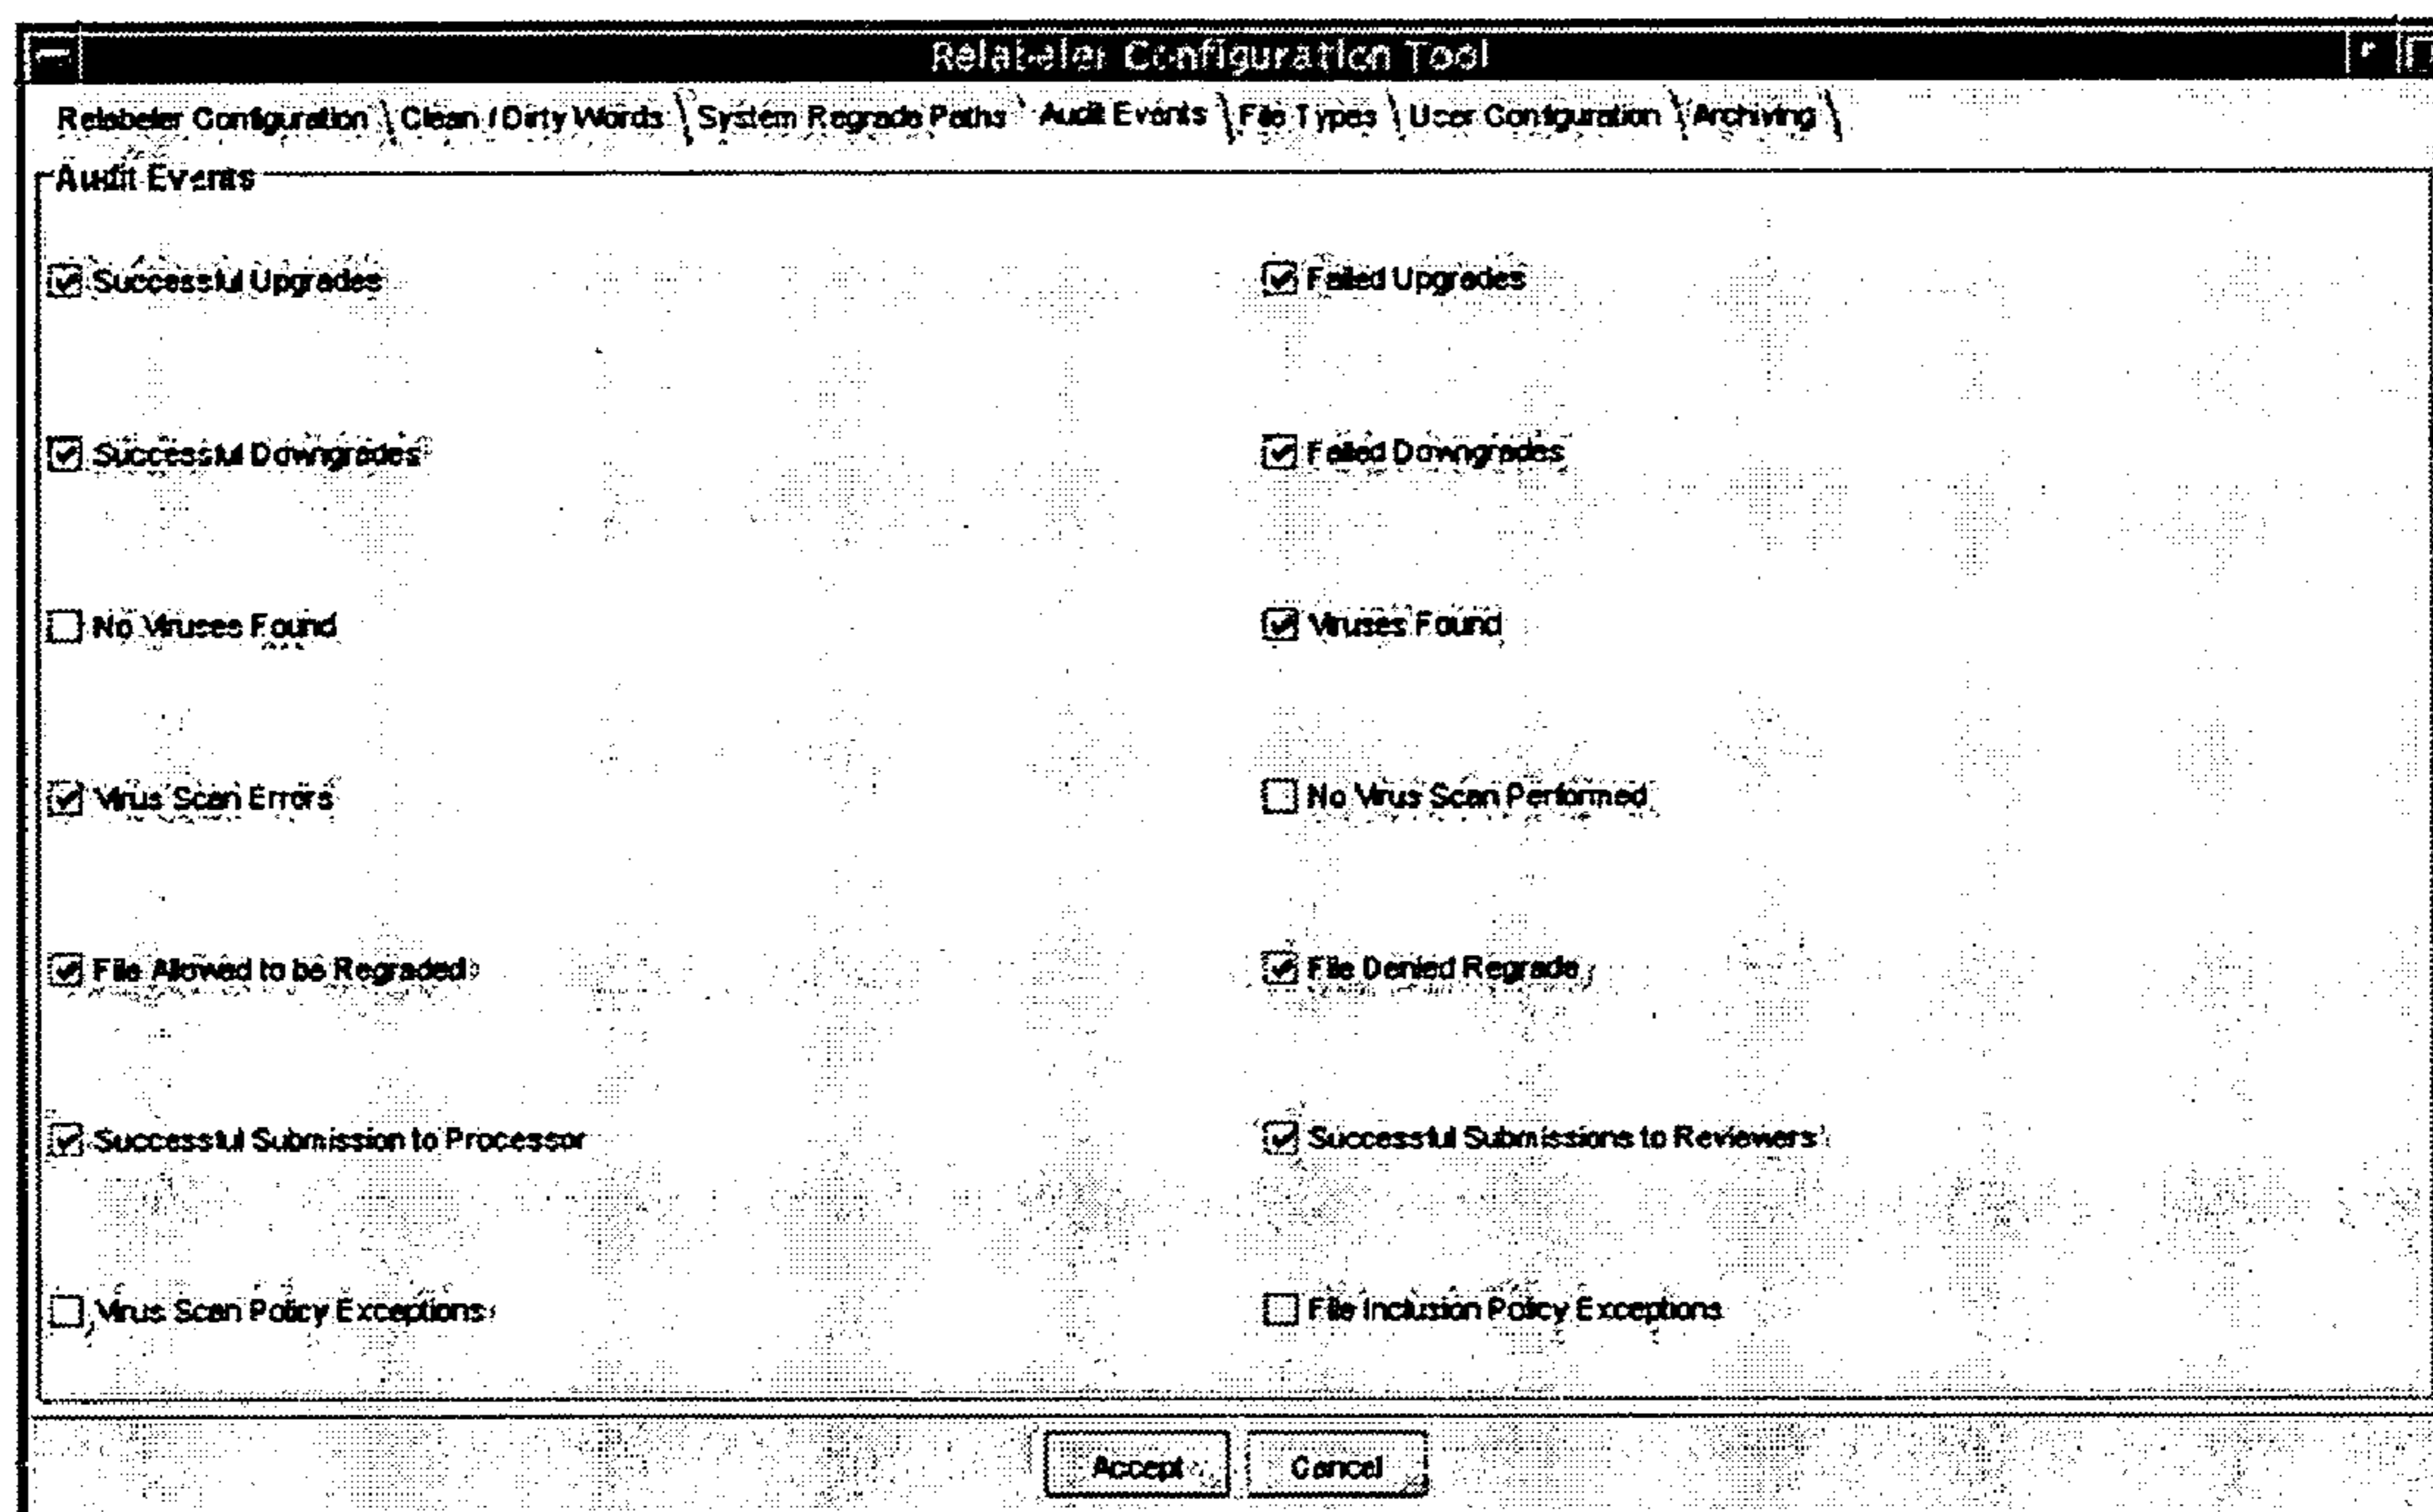 Relabeler Configuration Tool
Relabeler Configuration Clean / Dirty Words System Regrade Paths Audit Events File Types User Configuration Archiving
Audit Events
Successful Upgrades Failed Upgrades
Successful Downgrades Failed Downgrades
No Viruses Found Viruses Found
Virus Scan Errors No Virus Scan Performed
File Allowed to be Regraded File Denied Regrade
Successful Submission to Processor Successful Submissions to Reviewers
Virus Scan Policy Exceptions File Inclusion Policy Exceptions
Accept Cancel